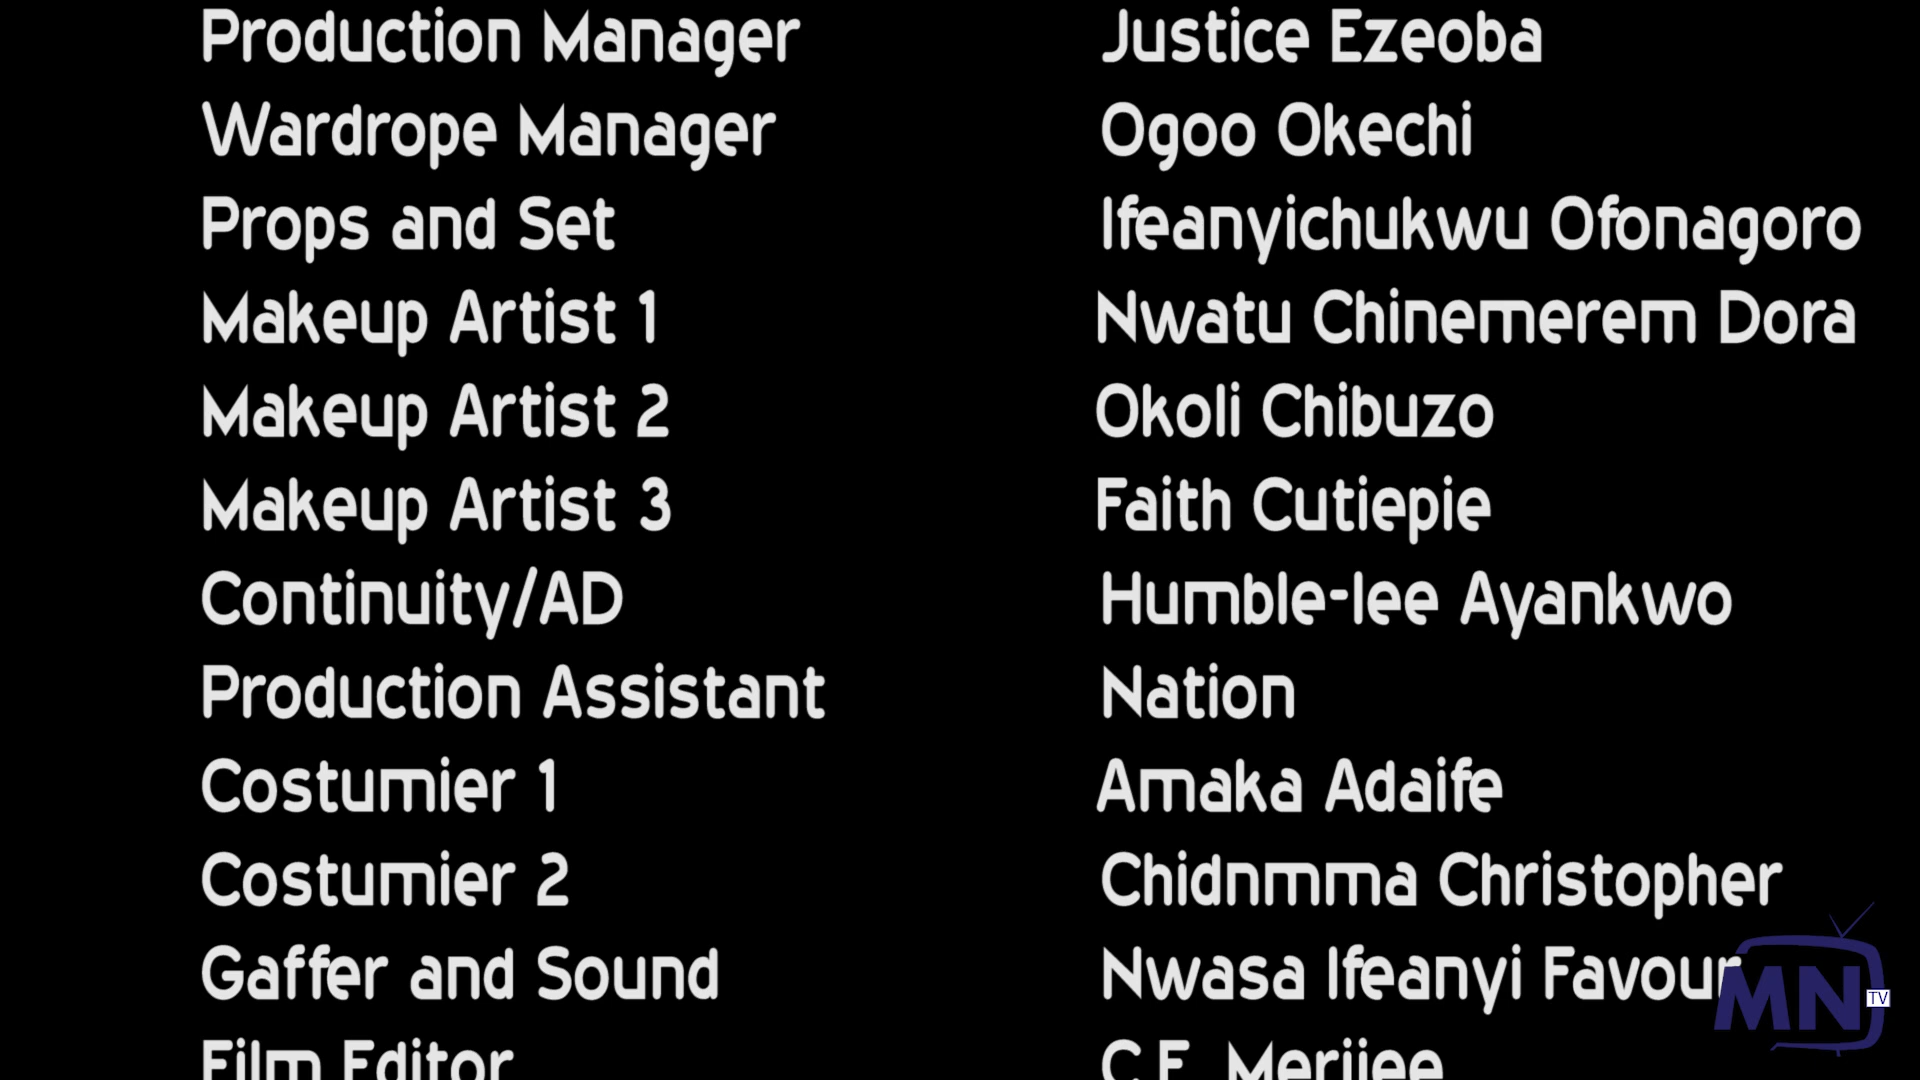 Production Manager Justice Ezeoba
Wardrope Manager Ogoo Okechi
Props and Set Ifeanyichukwu Ofonagoro
Makeup Artist 1 Nwatu Chinemerem Dora
Makeup Artist 2 Okoli Chibuzo
Makeup Artist 3 Faith Cutiepie
Continuity/AD Humble-lee Ayankwo
Production Assistant Nation
Costumier 1 Amaka Adaife
Costumier 2 Chidnmma Christopher
Gaffer and Sound Nwasa Ifeanyi Favour
Film Editor C.E.
MN TV